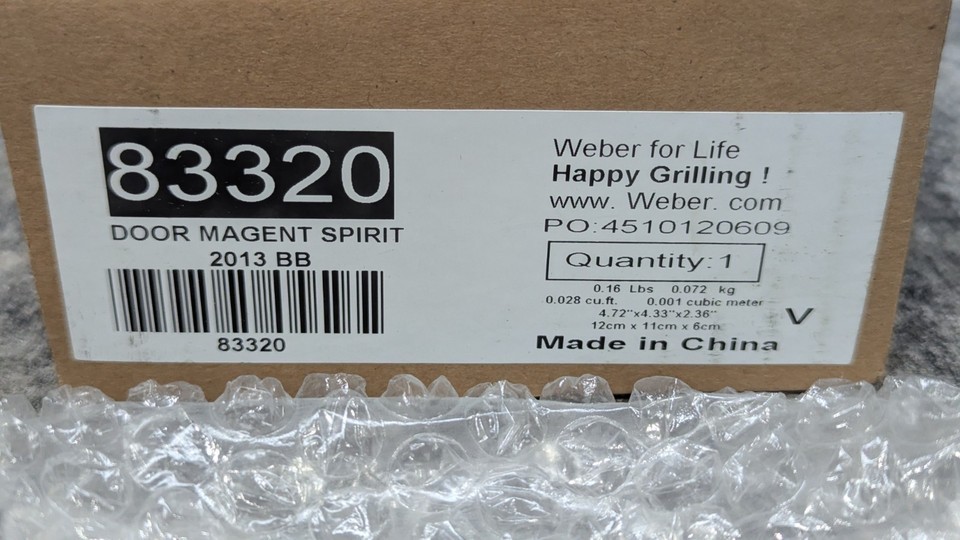 83320
DOOR MAGENT SPIRIT
2013 BB
83320
Weber for Life
Happy Grilling !
www. Weber. com
PO:4510120609
Quantity:1
0.16 Lbs 0.072 kg
0.028 cu.ft. 0.001 cubic meter
4.72"x4.33"x2.36"
12cm x 11cm x 6cm
V
Made in China